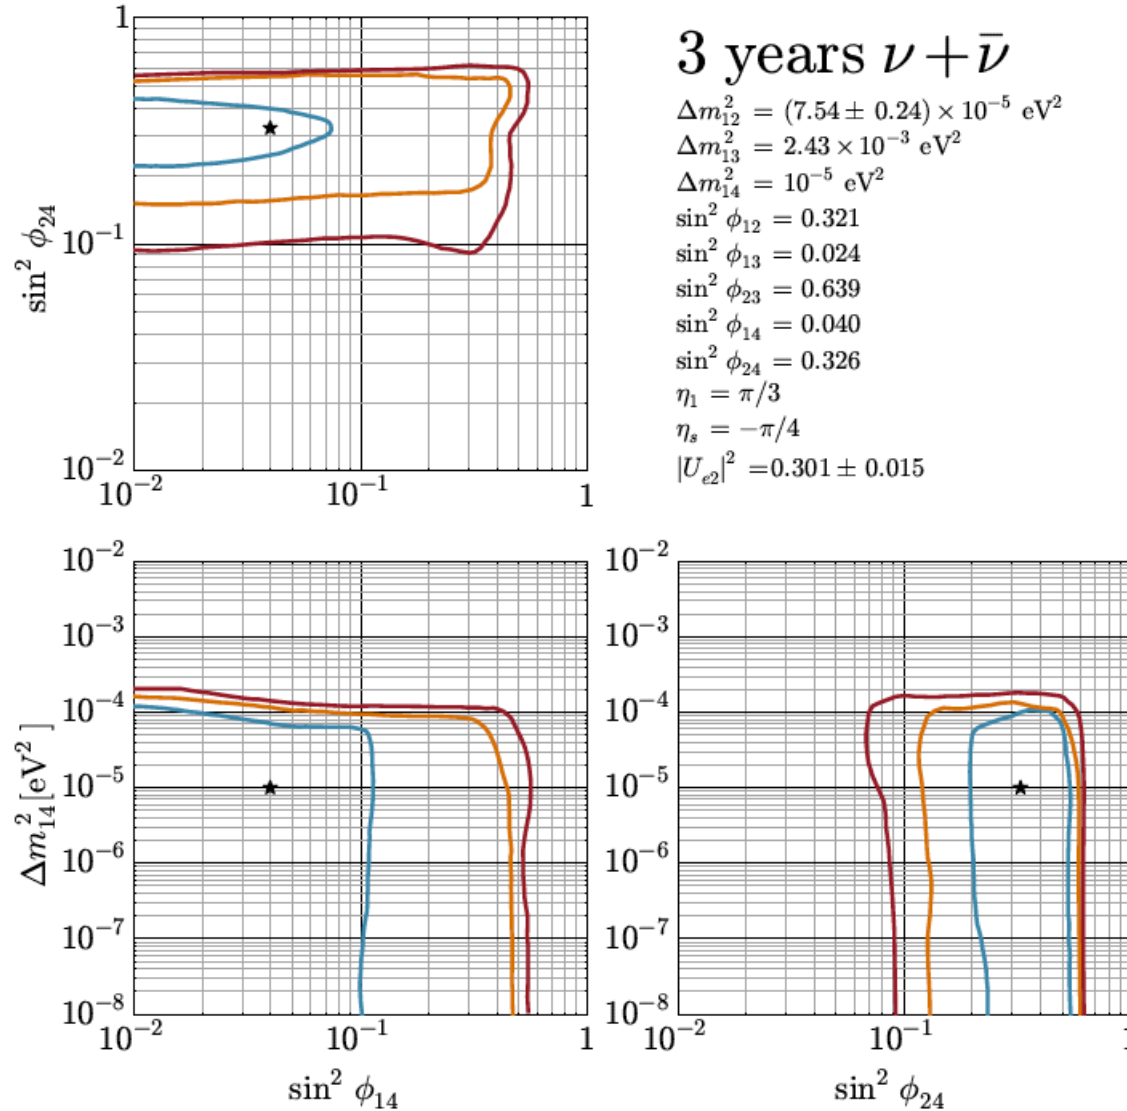 1
10⁻¹
10⁻²
sin² ϕ₂₄
10⁻² 10⁻¹ 1
3 years ν + ν̄
Δm²₁₂ = (7.54 ± 0.24) × 10⁻⁵ eV²
Δm²₁₃ = 2.43 × 10⁻³ eV²
Δm²₁₄ = 10⁻⁵ eV²
sin² ϕ₁₂ = 0.321
sin² ϕ₁₃ = 0.024
sin² ϕ₂₃ = 0.639
sin² ϕ₁₄ = 0.040
sin² ϕ₂₄ = 0.326
η₁ = π/3
ηₛ = −π/4
|Uₑ₂|² =0.301 ± 0.015
10⁻²
10⁻³
10⁻⁴
10⁻⁵
10⁻⁶
10⁻⁷
10⁻⁸
Δm²₁₄[eV²]
10⁻² 10⁻¹ 1
sin² ϕ₁₄
10⁻²
10⁻³
10⁻⁴
10⁻⁵
10⁻⁶
10⁻⁷
10⁻⁸
10⁻² 10⁻¹
sin² ϕ₂₄